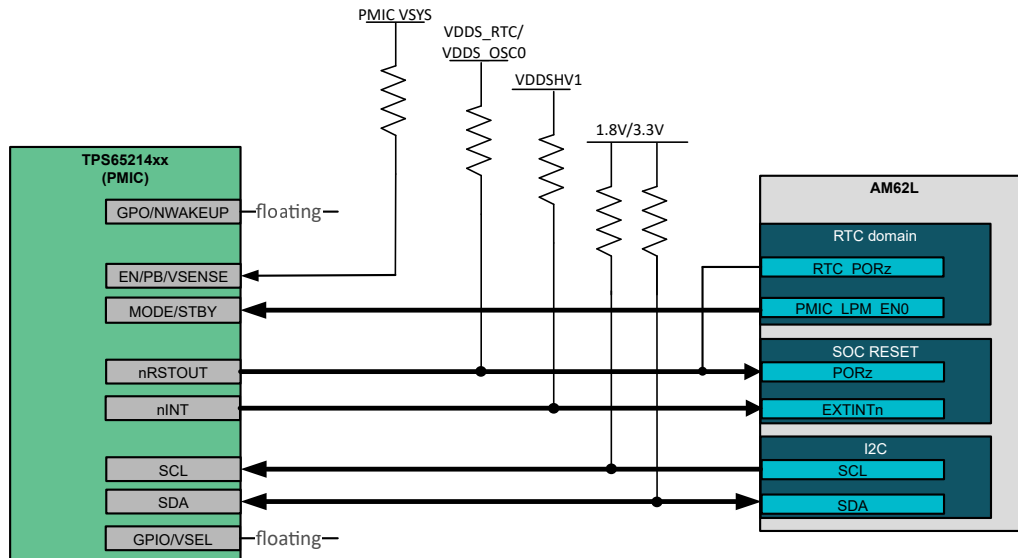 PMIC VSYS
VDDS_RTC/
VDDS_OSC0
VDDSHV1
1.8V/3.3V
TPS65214xx
(PMIC)
GPO/NWAKEUP
floating
EN/PB/VSENSE
MODE/STBY
nRSTOUT
nINT
SCL
SDA
GPIO/VSEL
floating
AM62L
RTC domain
RTC_PORz
PMIC_LPM_EN0
SOC RESET
PORz
EXTINTn
I2C
SCL
SDA